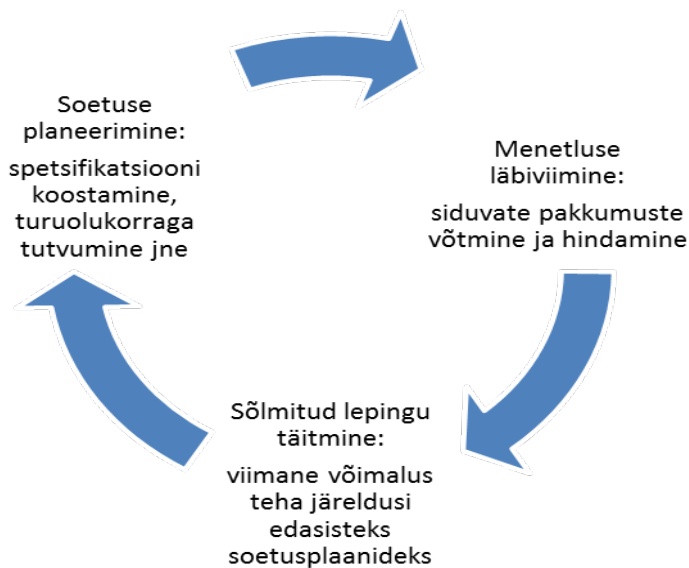 Soetuse
planeerimine:
spetsifikatsiooni
koostamine,
turuolukorraga
tutvumine jne
Menetluse
läbiviimine:
siduvate pakkumuste
võtmine ja hindamine
Sõlmitud lepingu
täitmine:
viimane võimalus
teha järeldusi
edasisteks
soetusplaanideks